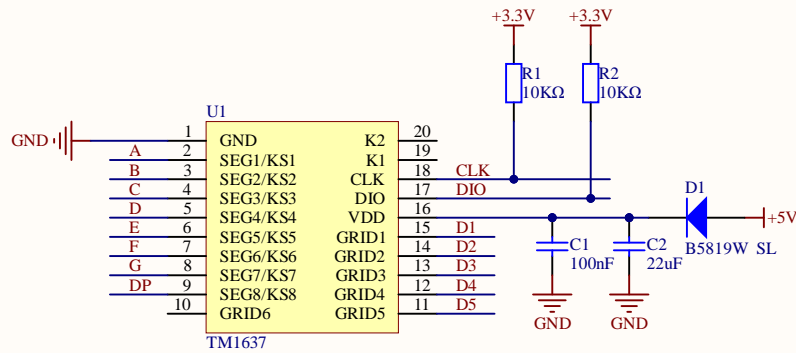 +3.3V +3.3V
R1 R2
10KΩ 10KΩ
U1
GND 1 GND K2 20
A 2 SEG1/KS1 K1 19
B 3 SEG2/KS2 CLK 18 CLK
C 4 SEG3/KS3 DIO 17 DIO D1
D 5 SEG4/KS4 VDD 16 +5V
E 6 SEG5/KS5 GRID1 15 D1
F 7 SEG6/KS6 GRID2 14 D2 C1 C2 B5819W SL
G 8 SEG7/KS7 GRID3 13 D3 100nF 22uF
DP 9 SEG8/KS8 GRID4 12 D4
10 GRID6 GRID5 11 D5
GND GND
TM1637